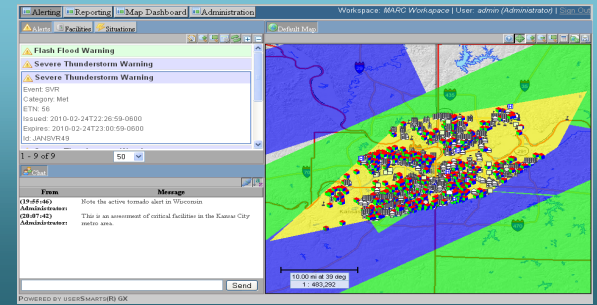 Alerting Reporting Map Dashboard Administration Workspace: MARC Workspace | User: admin (Administrator) | Sign Out
Alerts Facilities Situations
Default Map
Flash Flood Warning
Severe Thunderstorm Warning
Severe Thunderstorm Warning
Event: SVR
Category: Met
ETN: 56
Issued: 2010-02-24T22:26:59-0600
Expires: 2010-02-24T23:00:59-0600
Id: JANSVR49
1 - 9 of 9 50
Chat
From Message
(19:55:46) Note the active tornado alert in Wisconsin
Administrator:
(20:07:42) This is an assessment of critical facilities in the Kansas City
Administrator: metro area.
Send
10.00 mi at 39 deg
1 : 483,292
POWERED BY USERSMARTS(R) GX